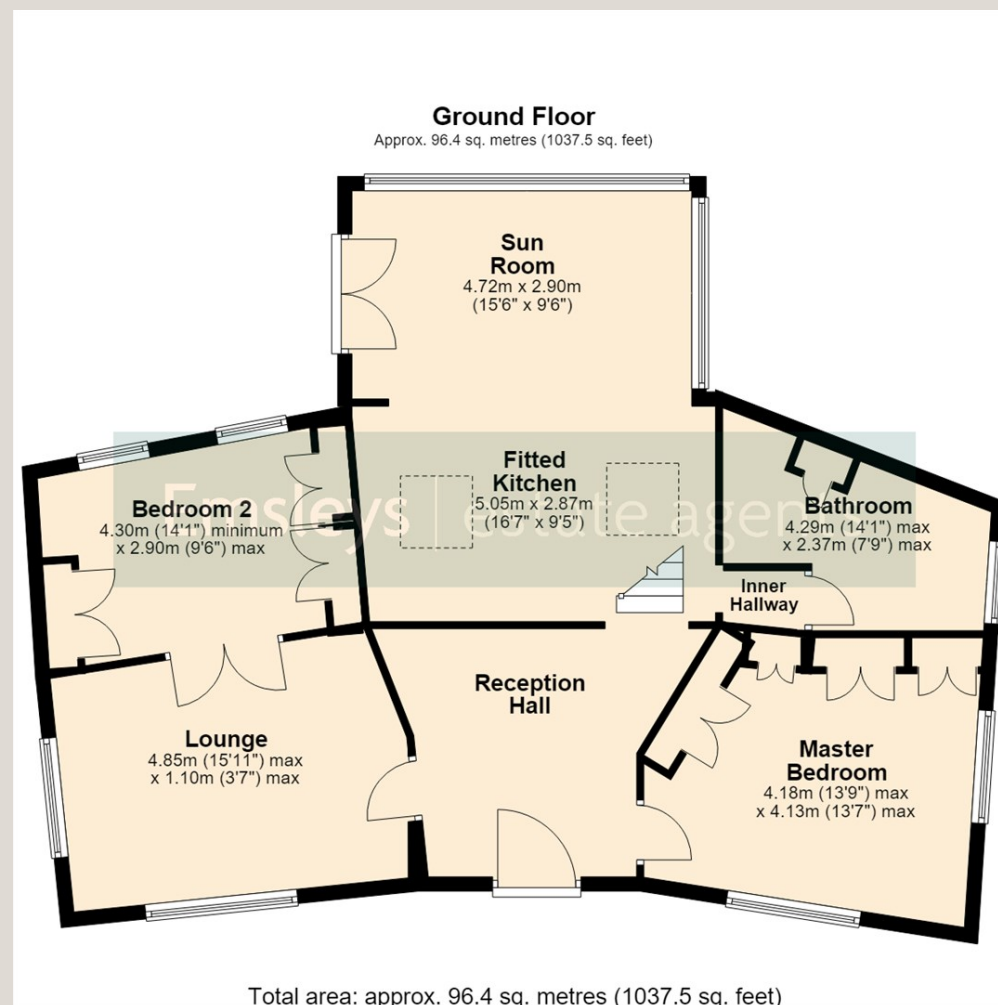 Ground Floor
Approx. 96.4 sq. metres (1037.5 sq. feet)
Sun
Room
4.72m x 2.90m
(15'6" x 9'6")
Fitted
Kitchen
5.05m x 2.87m
(16'7" x 9'5")
Bedroom 2
4.30m (14'1") minimum
x 2.90m (9'6") max
Emsleys | estate agents
Bathroom
4.29m (14'1") max
x 2.37m (7'9") max
Inner
Hallway
Reception
Hall
Lounge
4.85m (15'11") max
x 1.10m (3'7") max
Master
Bedroom
4.18m (13'9") max
x 4.13m (13'7") max
Total area: approx. 96.4 sq. metres (1037.5 sq. feet)